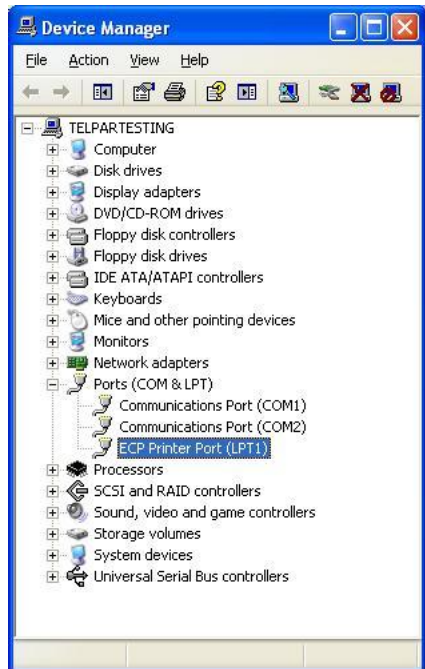 Device Manager
File Action View Help
TELPARTESTING
Computer
Disk drives
Display adapters
DVD/CD-ROM drives
Floppy disk controllers
Floppy disk drives
IDE ATA/ATAPI controllers
Keyboards
Mice and other pointing devices
Monitors
Network adapters
Ports (COM & LPT)
Communications Port (COM1)
Communications Port (COM2)
ECP Printer Port (LPT1)
Processors
SCSI and RAID controllers
Sound, video and game controllers
Storage volumes
System devices
Universal Serial Bus controllers